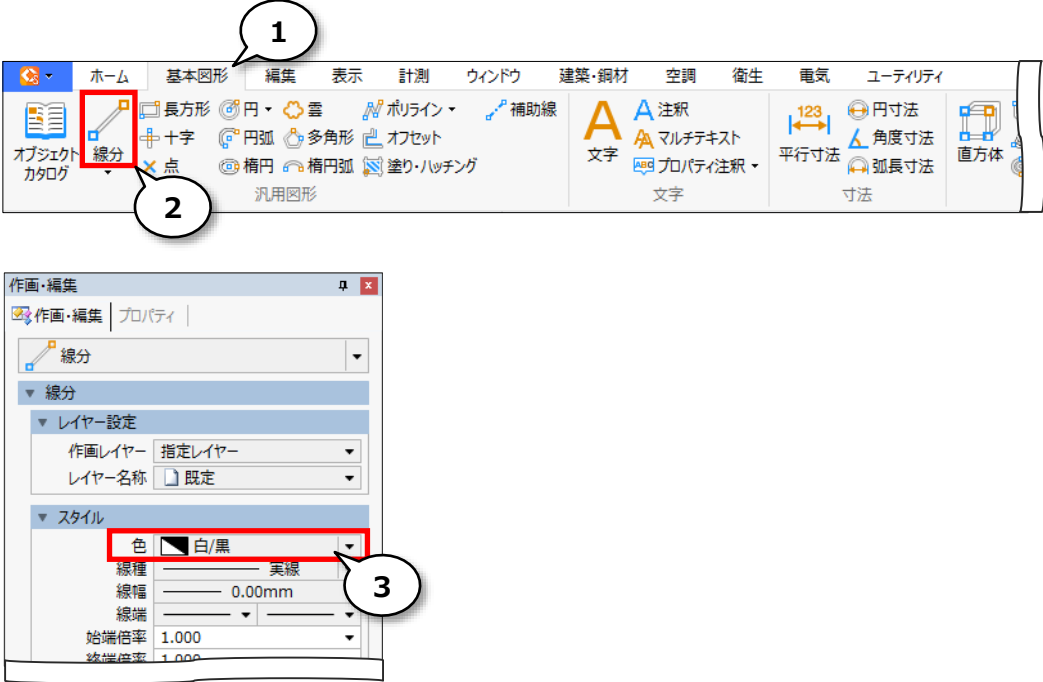 1
ホーム 基本図形 編集 表示 計測 ウィンドウ 建築・鋼材 空調 衛生 電気 ユーティリティ
オブジェクト
カタログ
線分
長方形 円 雲 ポリライン 補助線
十字 円弧 多角形 オフセット
点 楕円 楕円弧 塗り・ハッチング
汎用図形
文字
注釈
マルチテキスト
ABC プロパティ注釈
文字
123
平行寸法
円寸法
角度寸法
弧長寸法
寸法
直方体
2
作画・編集
作画・編集 プロパティ
線分
線分
レイヤー設定
作画レイヤー 指定レイヤー
レイヤー名称 既定
スタイル
色 白/黒
線種 実線
線幅 0.00mm
線端
始端倍率 1.000
終端倍率 1.000
3